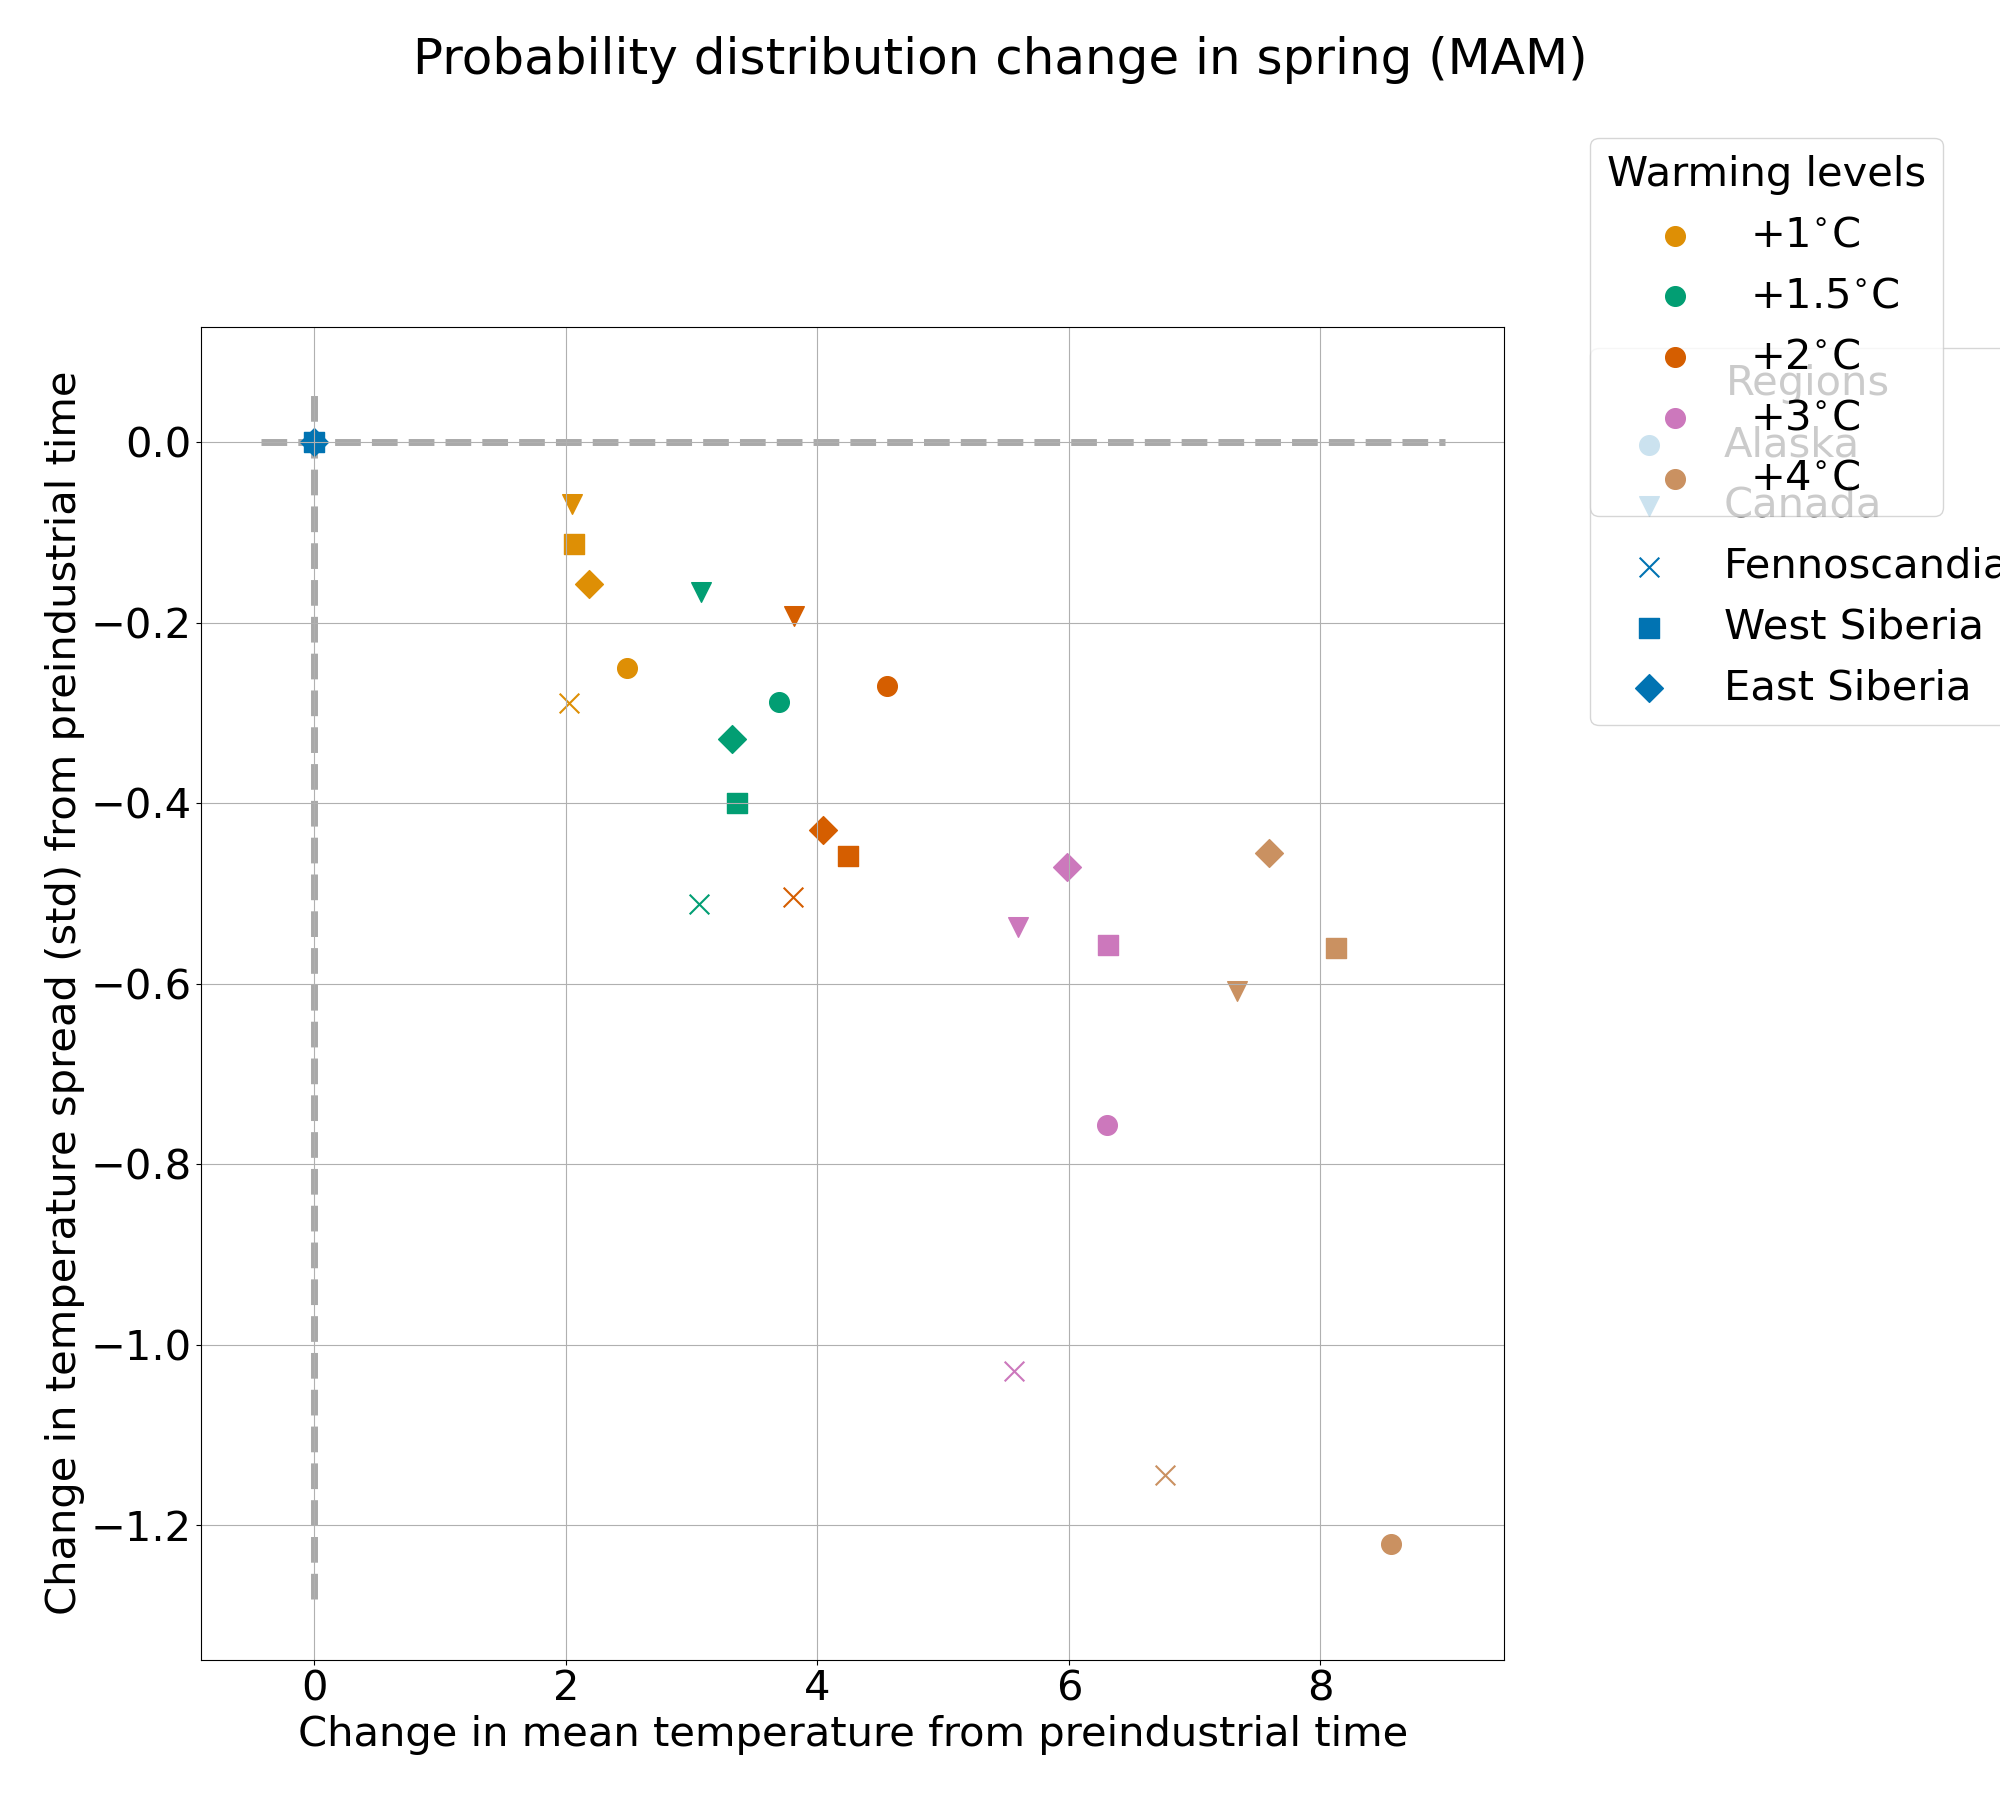 Probability distribution change in spring (MAM)
Warming levels
+1°C
+1.5°C
+2°C
+3°C
+4°C
Regions
Alaska
Canada
Fennoscandia
West Siberia
East Siberia
Change in temperature spread (std) from preindustrial time
0.0
−0.2
−0.4
−0.6
−0.8
−1.0
−1.2
0 2 4 6 8
Change in mean temperature from preindustrial time